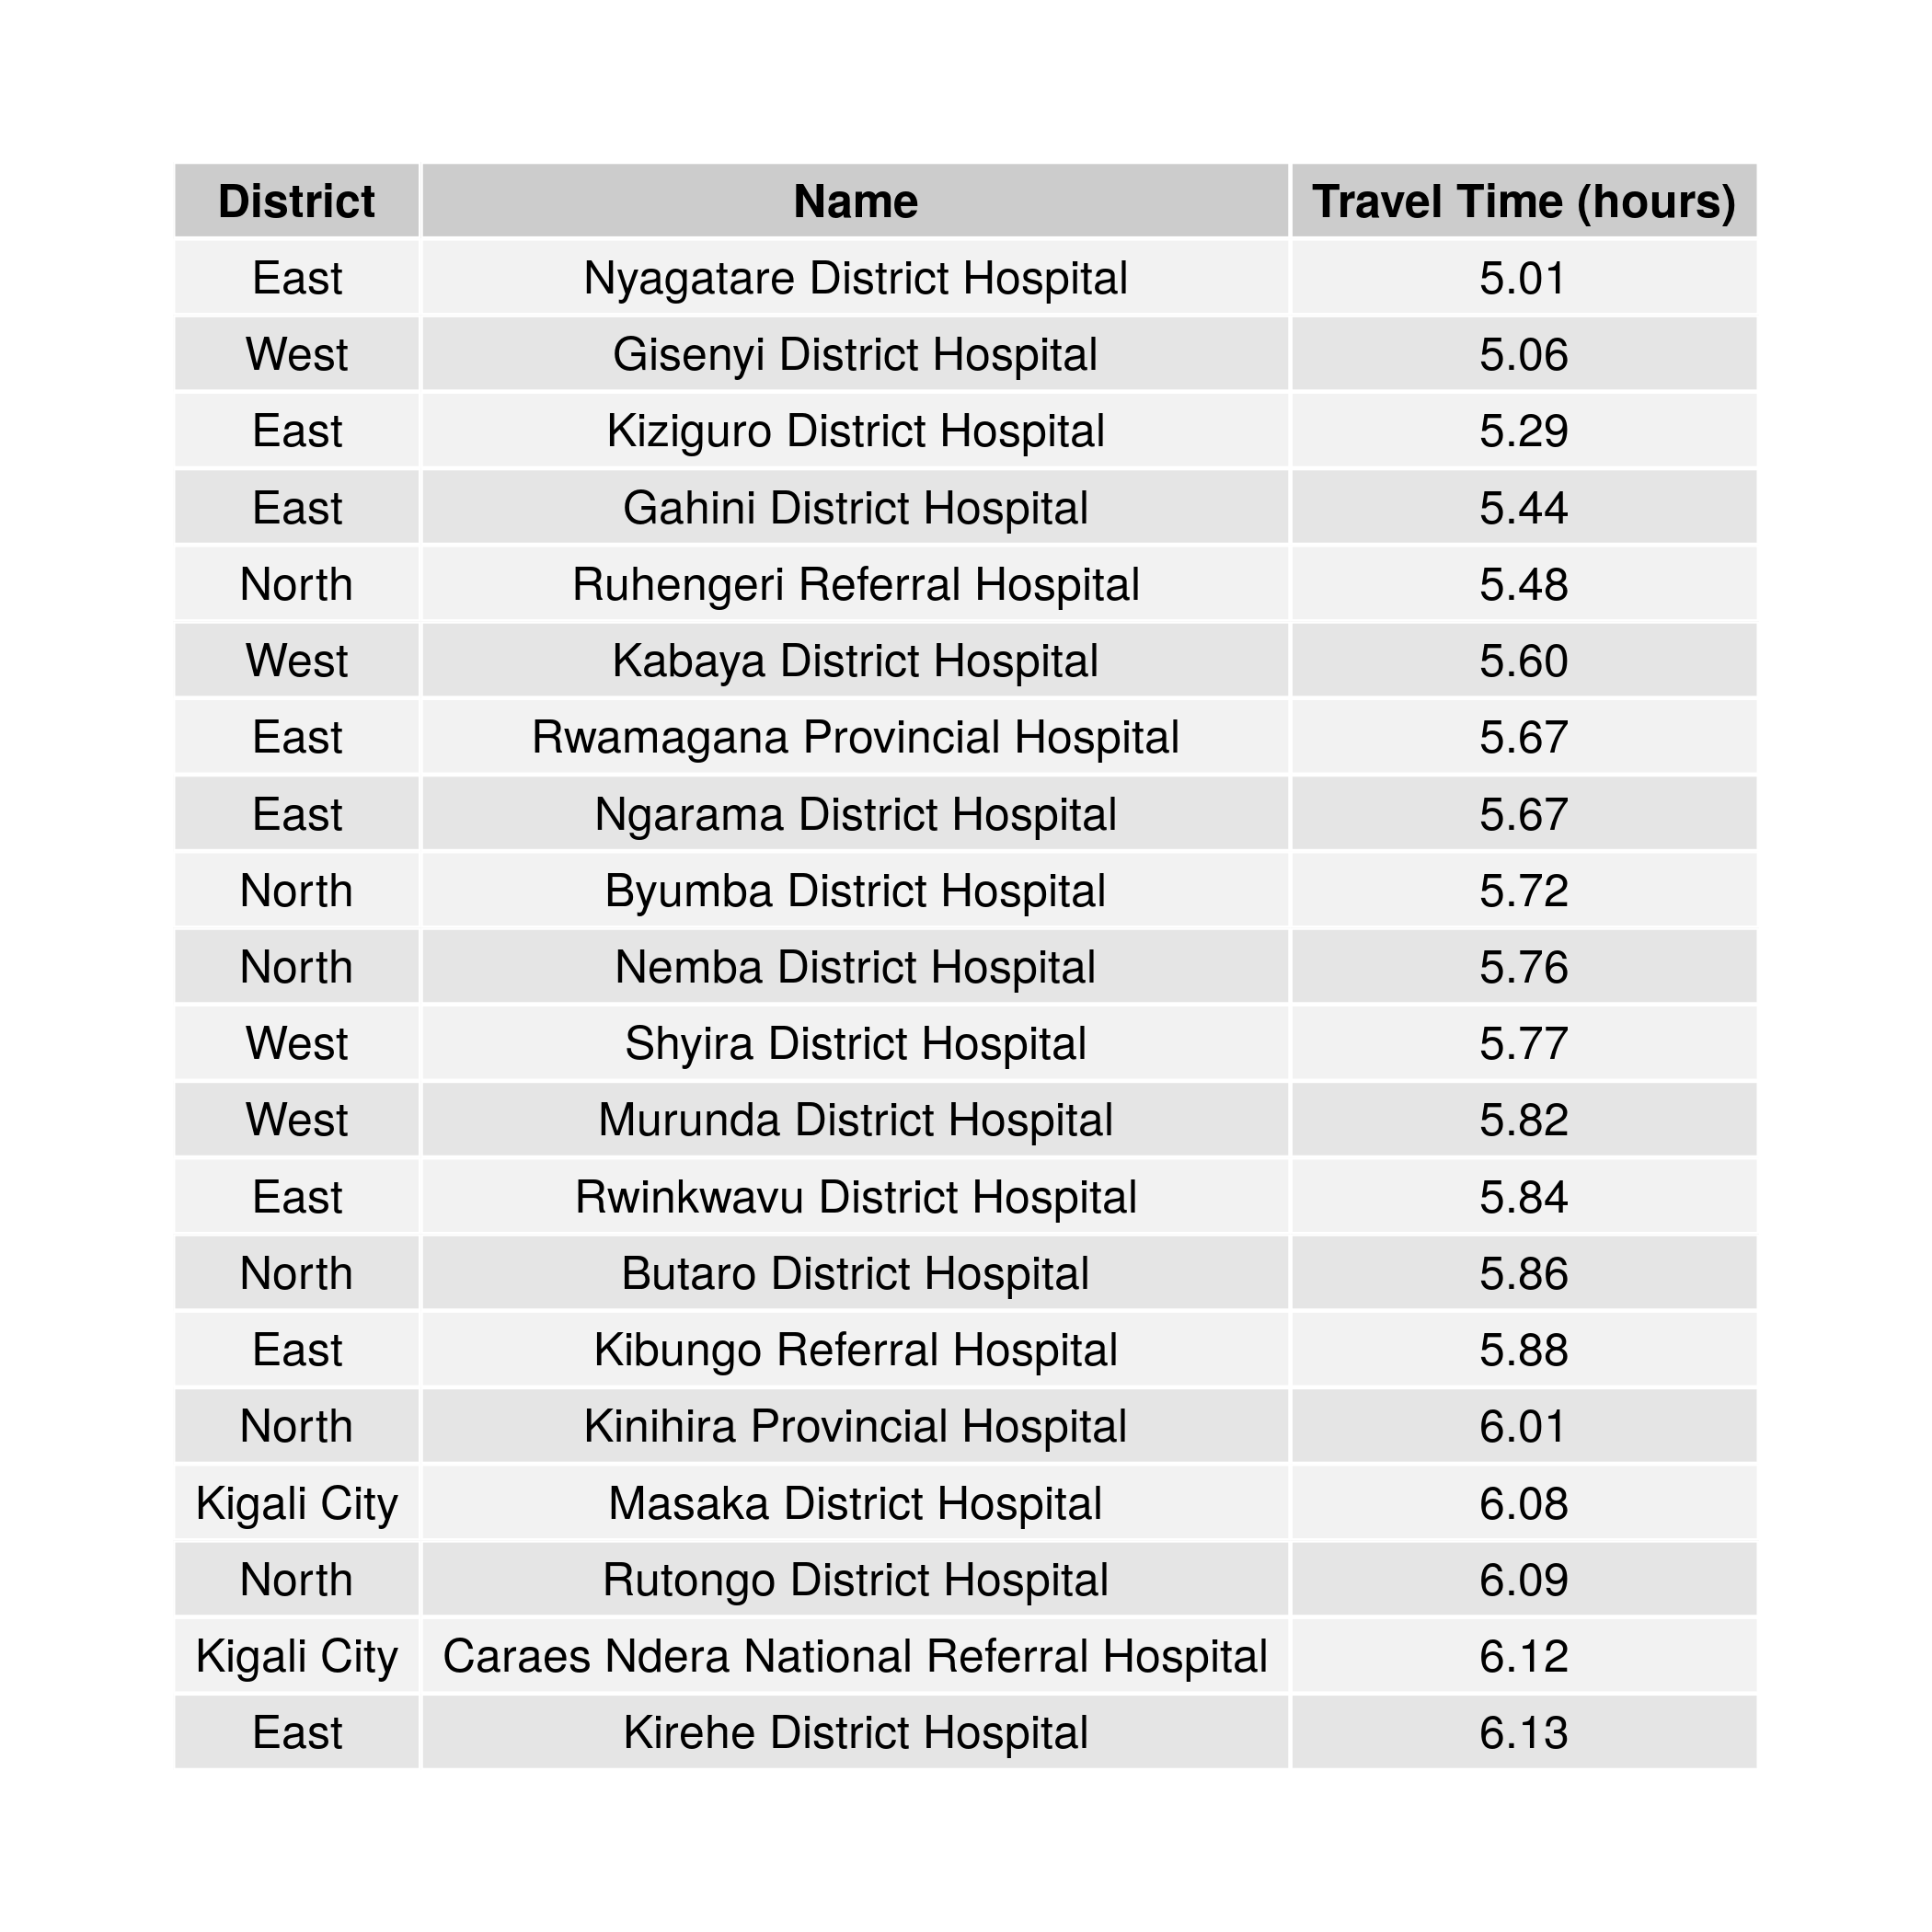 District Name Travel Time (hours)
East Nyagatare District Hospital 5.01
West Gisenyi District Hospital 5.06
East Kiziguro District Hospital 5.29
East Gahini District Hospital 5.44
North Ruhengeri Referral Hospital 5.48
West Kabaya District Hospital 5.60
East Rwamagana Provincial Hospital 5.67
East Ngarama District Hospital 5.67
North Byumba District Hospital 5.72
North Nemba District Hospital 5.76
West Shyira District Hospital 5.77
West Murunda District Hospital 5.82
East Rwinkwavu District Hospital 5.84
North Butaro District Hospital 5.86
East Kibungo Referral Hospital 5.88
North Kinihira Provincial Hospital 6.01
Kigali City Masaka District Hospital 6.08
North Rutongo District Hospital 6.09
Kigali City Caraes Ndera National Referral Hospital 6.12
East Kirehe District Hospital 6.13